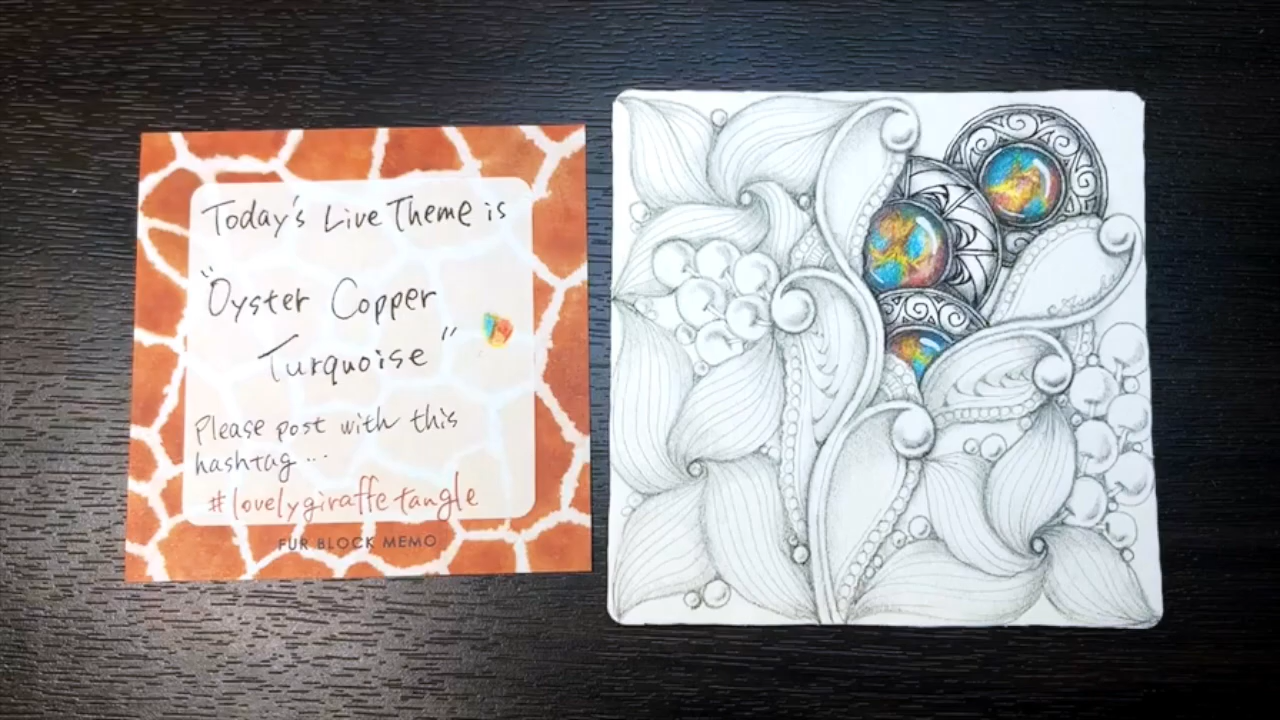 Today's Live Theme is
"Oyster Copper
Turquoise"
Please post with this
hashtag...
#lovelygiraffetangle
FUR BLOCK MEMO